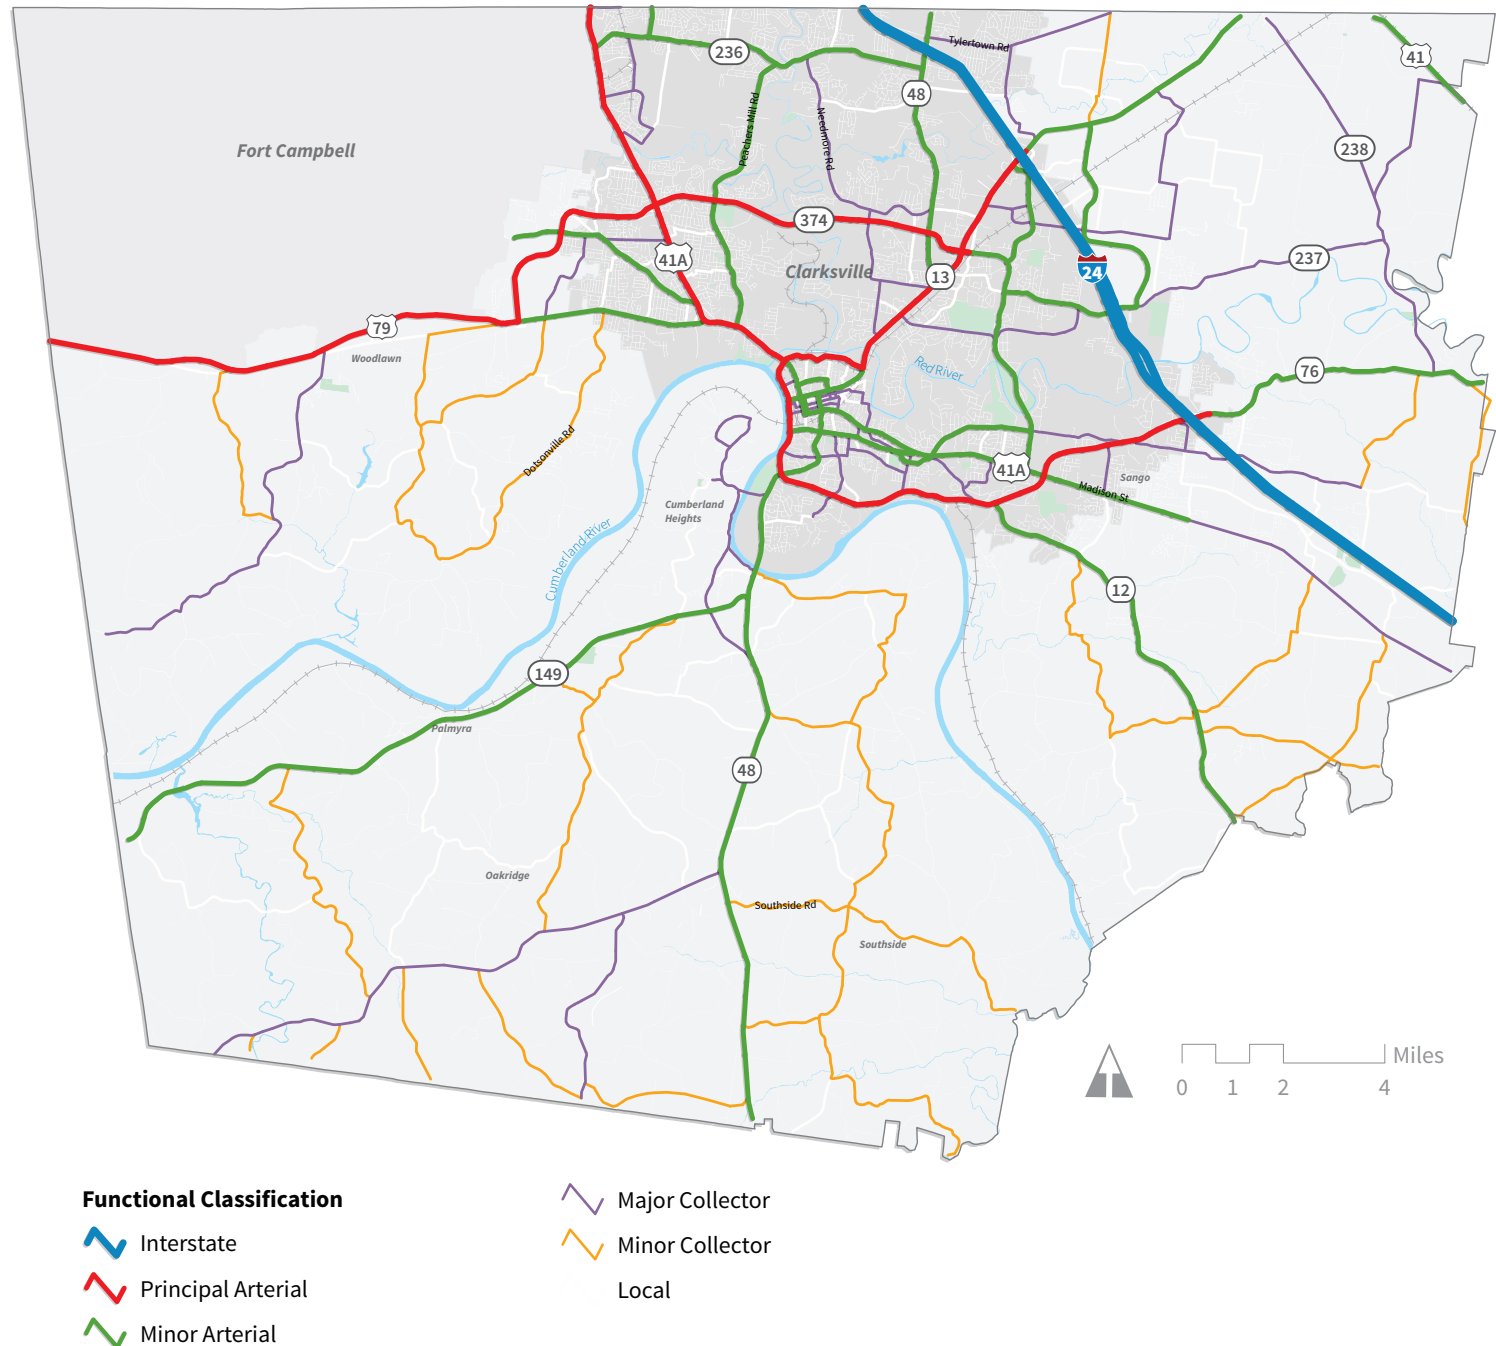 Tylertown Rd
236
41
48
Peachers Mill Rd
Needmore Rd
Fort Campbell
238
374
41A
Clarksville
13
24
237
79
Woodlawn
Red River
76
Dotsonville Rd
41A
Sango
Madison St
Cumberland
Heights
Cumberland River
12
149
Palmyra
48
Oakridge
Southside Rd
Southside
Miles
0 1 2 4
Functional Classification
Interstate
Principal Arterial
Minor Arterial
Major Collector
Minor Collector
Local